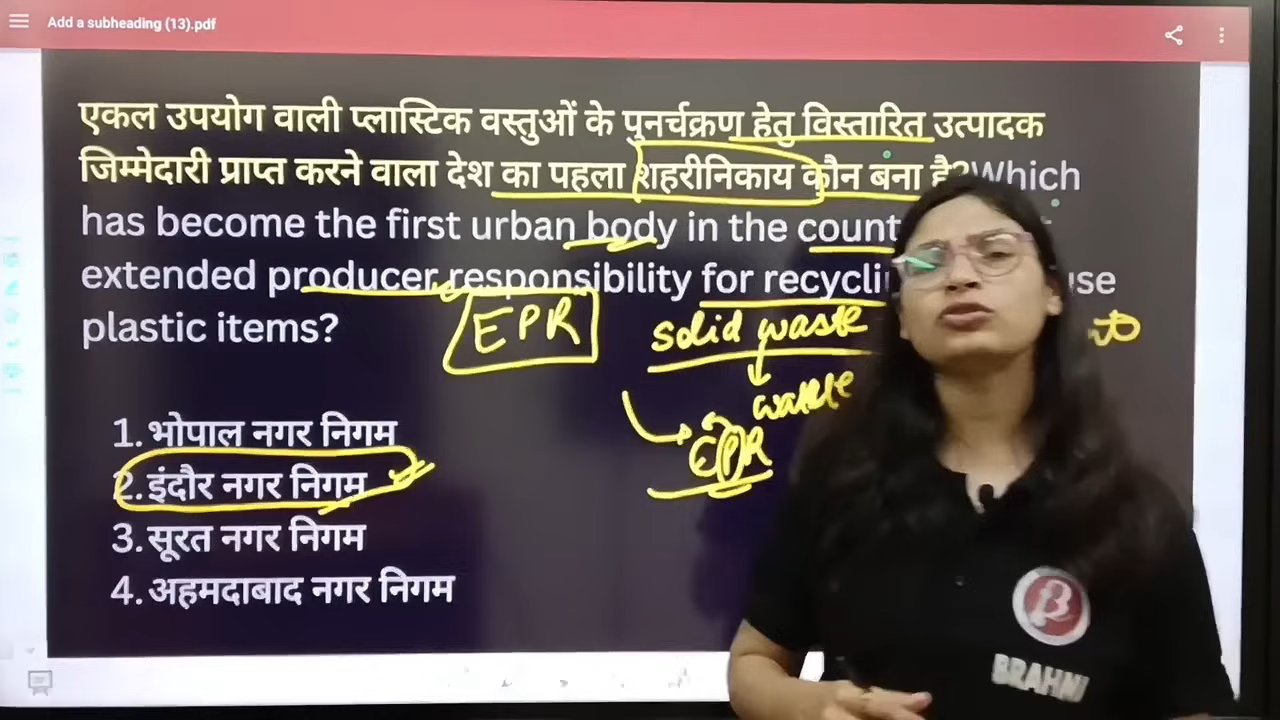 Add a subheading (13).pdf
एकल उपयोग वाली प्लास्टिक वस्तुओं के पुनर्चक्रण हेतु विस्तारित उत्पादक
जिम्मेदारी प्राप्त करने वाला देश का पहला शहरीनिकाय कौन बना है?Which
has become the first urban body in the
extended producer responsibility for
plastic items?
EPR
solid waste
waste
EPR
1. भोपाल नगर निगम
2. इंदौर नगर निगम
3. सूरत नगर निगम
4. अहमदाबाद नगर निगम
BRAHMI